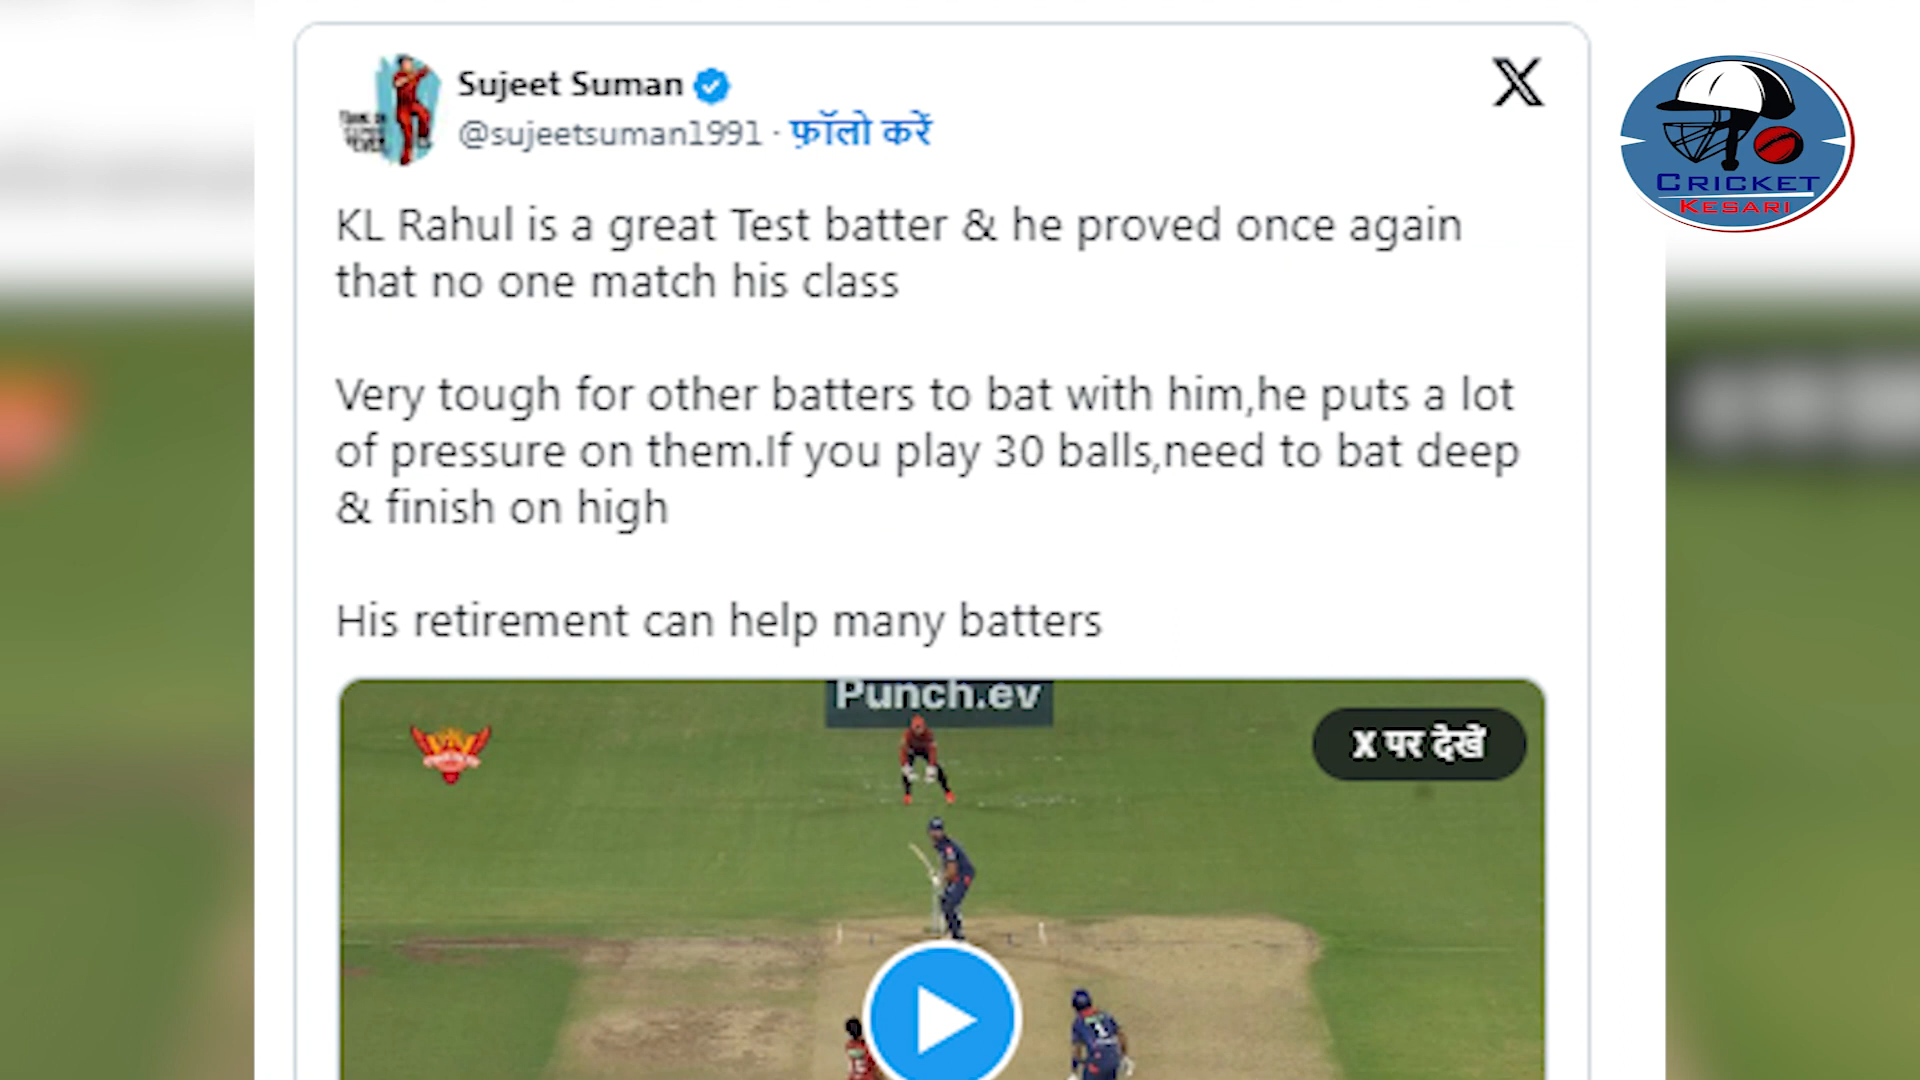 Sujeet Suman
@sujeetsuman1991 · फ़ॉलो करें
KL Rahul is a great Test batter & he proved once again
that no one match his class
Very tough for other batters to bat with him,he puts a lot
of pressure on them.If you play 30 balls,need to bat deep
& finish on high
His retirement can help many batters
Punch.ev
X पर देखें
CRICKET
KESARI
1